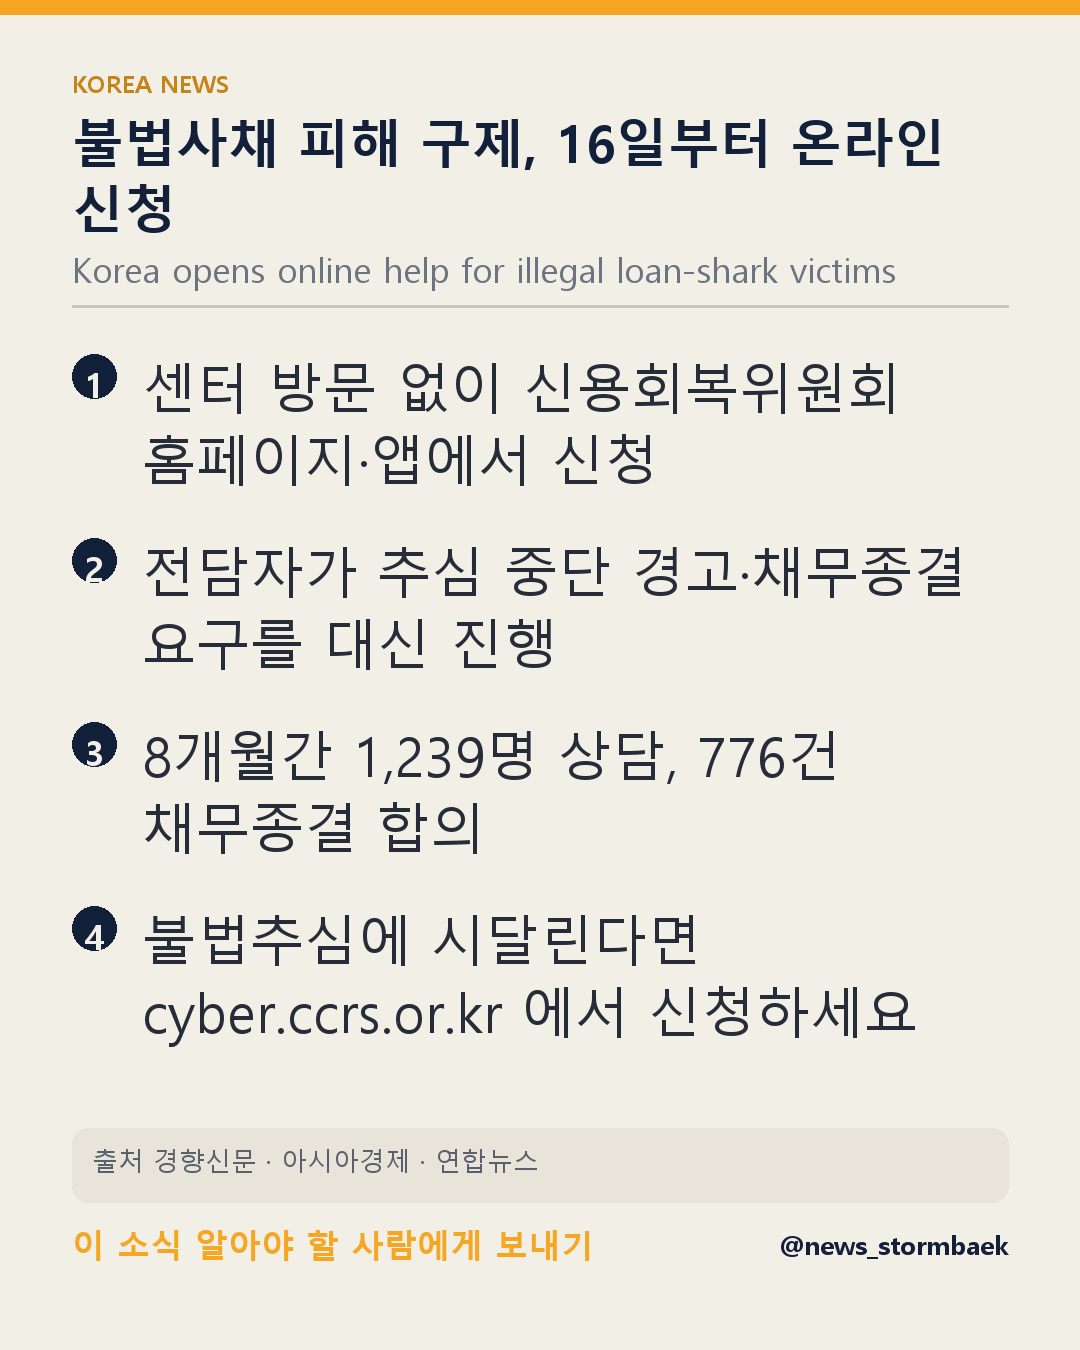 KOREA NEWS
불법사채 피해 구제, 16일부터 온라인
신청
Korea opens online help for illegal loan-shark victims
1 센터 방문 없이 신용회복위원회
홈페이지·앱에서 신청
2 전담자가 추심 중단 경고·채무종결
요구를 대신 진행
3 8개월간 1,239명 상담, 776건
채무종결 합의
4 불법추심에 시달린다면
cyber.ccrs.or.kr 에서 신청하세요
출처 경향신문 · 아시아경제 · 연합뉴스
이 소식 알아야 할 사람에게 보내기
@news_stormbaek